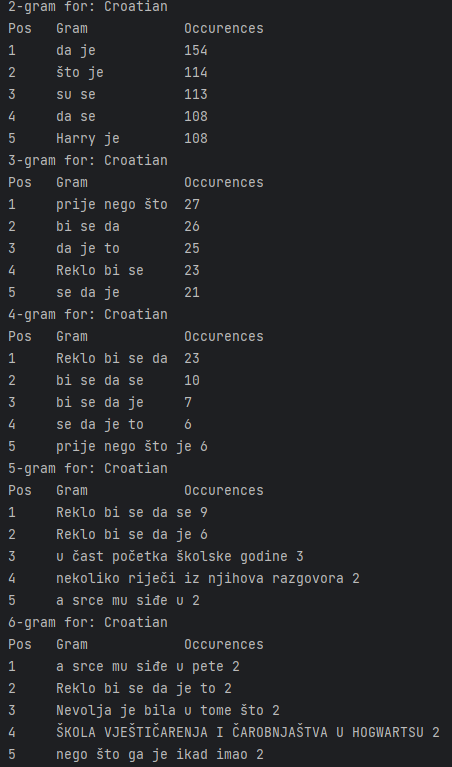 2-gram for: Croatian
Pos Gram Occurences
1 da je 154
2 što je 114
3 su se 113
4 da se 108
5 Harry je 108
3-gram for: Croatian
Pos Gram Occurences
1 prije nego što 27
2 bi se da 26
3 da je to 25
4 Reklo bi se 23
5 se da je 21
4-gram for: Croatian
Pos Gram Occurences
1 Reklo bi se da 23
2 bi se da se 10
3 bi se da je 7
4 se da je to 6
5 prije nego što je 6
5-gram for: Croatian
Pos Gram Occurences
1 Reklo bi se da se 9
2 Reklo bi se da je 6
3 u čast početka školske godine 3
4 nekoliko riječi iz njihova razgovora 2
5 a srce mu siđe u 2
6-gram for: Croatian
Pos Gram Occurences
1 a srce mu siđe u pete 2
2 Reklo bi se da je to 2
3 Nevolja je bila u tome što 2
4 ŠKOLA VJEŠTIČARENJA I ČAROBNJAŠTVA U HOGWARTSU 2
5 nego što ga je ikad imao 2